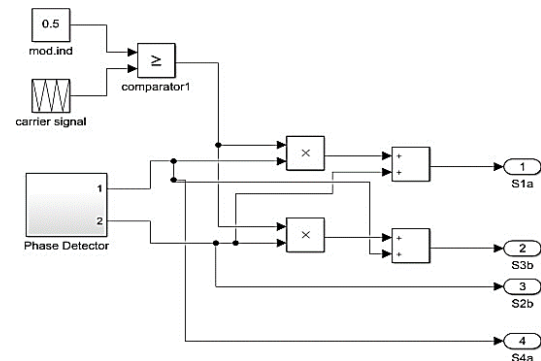 0.5
mod.ind
≥
comparator1
carrier signal
×
+
+
1
S1a
1
2
Phase Detector
×
+
+
2
S3b
3
S2b
4
S4a